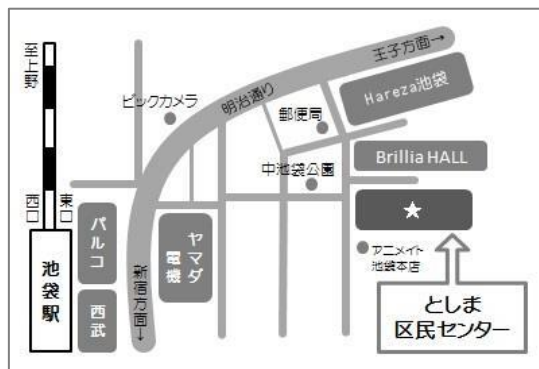 至上野
王子方面→
Hareza池袋
明治通り
ビックカメラ
郵便局
Brillia HALL
中池袋公園
西口
東口
パルコ
ヤマダ
電機
★
アニメイト
池袋本店
池袋駅
西武
新宿方面→
としま
区民センター